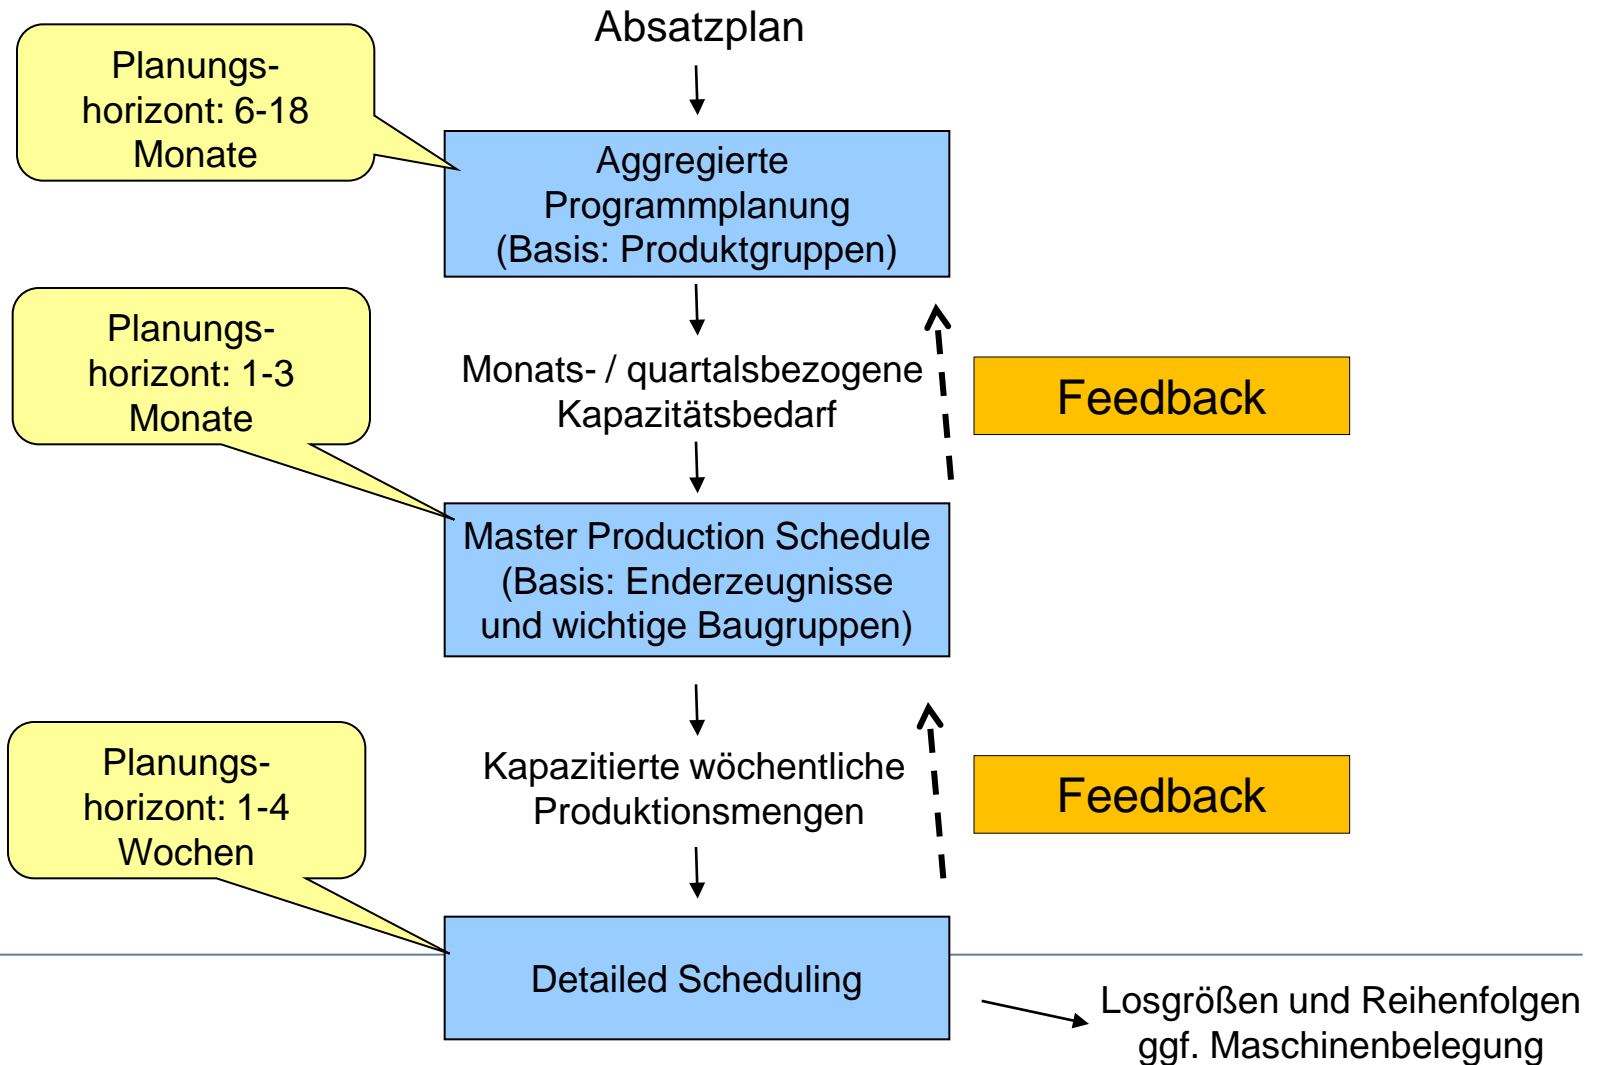 Absatzplan
Planungs-
horizont: 6-18
Monate
Aggregierte
Programmplanung
(Basis: Produktgruppen)
Planungs-
horizont: 1-3
Monate
Monats- / quartalsbezogene
Kapazitätsbedarf
Feedback
Master Production Schedule
(Basis: Enderzeugnisse
und wichtige Baugruppen)
Planungs-
horizont: 1-4
Wochen
Kapazitierte wöchentliche
Produktionsmengen
Feedback
Detailed Scheduling
Losgrößen und Reihenfolgen
ggf. Maschinenbelegung